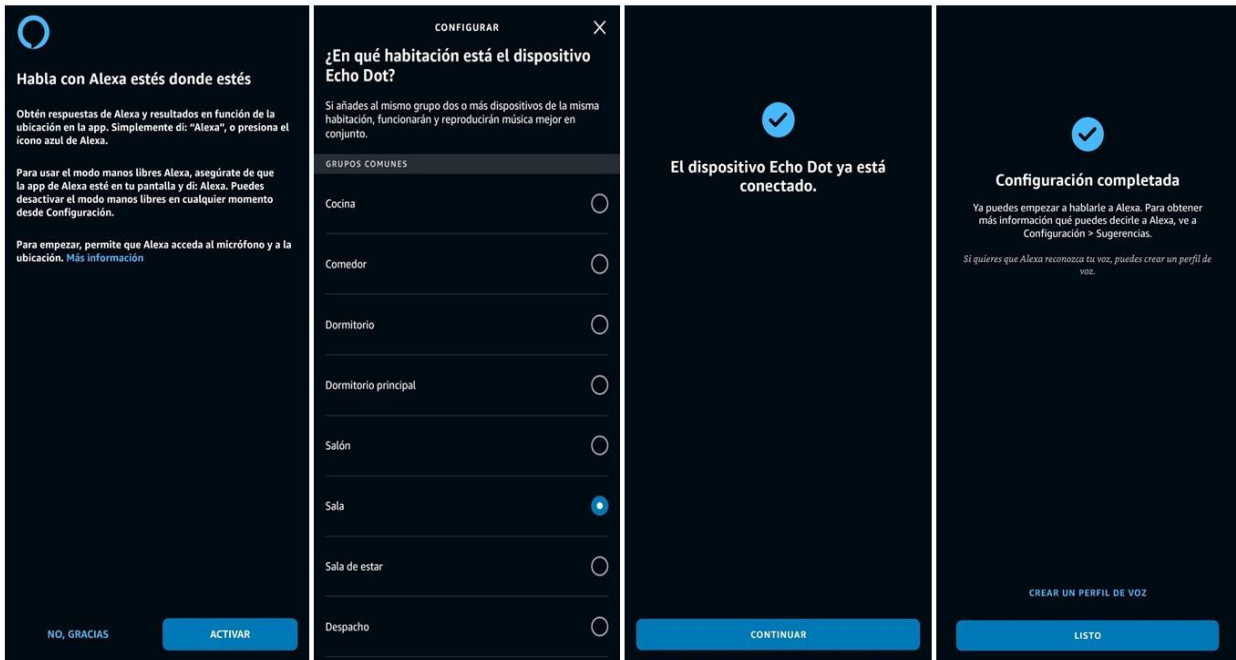 Habla con Alexa estés donde estés
Obtén respuestas de Alexa y resultados en función de la
ubicación en la app. Simplemente di: “Alexa”, o presiona el
ícono azul de Alexa.
Para usar el modo manos libres Alexa, asegúrate de que
la app de Alexa esté en tu pantalla y di: Alexa. Puedes
desactivar el modo manos libres en cualquier momento
desde Configuración.
Para empezar, permite que Alexa acceda al micrófono y a la
ubicación. Más información
NO, GRACIAS
ACTIVAR
CONFIGURAR
¿En qué habitación está el dispositivo
Echo Dot?
Si añades al mismo grupo dos o más dispositivos de la misma
habitación, funcionarán y reproducirán música mejor en
conjunto.
GRUPOS COMUNES
Cocina
Comedor
Dormitorio
Dormitorio principal
Salón
Sala
Sala de estar
Despacho
El dispositivo Echo Dot ya está
conectado.
CONTINUAR
Configuración completada
Ya puedes empezar a hablarle a Alexa. Para obtener
más información qué puedes decirle a Alexa, ve a
Configuración > Sugerencias.
Si quieres que Alexa reconozca tu voz, puedes crear un perfil de
voz.
CREAR UN PERFIL DE VOZ
LISTO